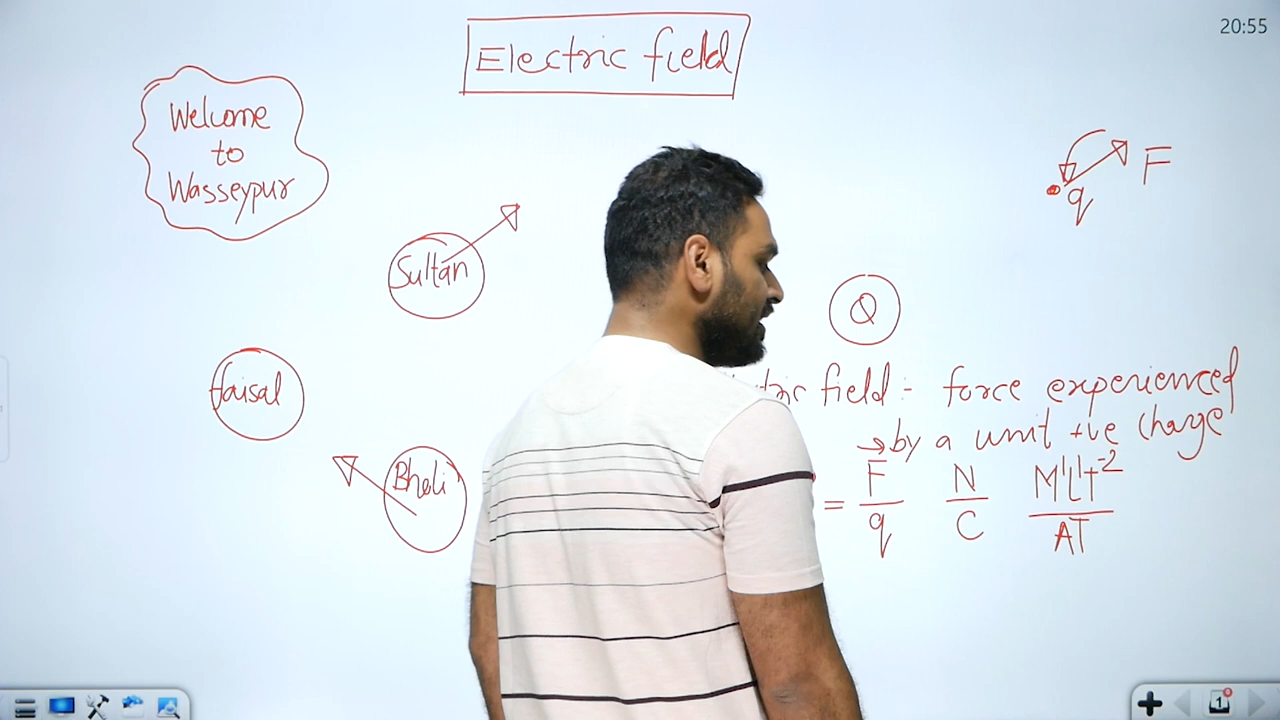 20:55
Electric field
Welcome
to
Wasseypur
F
q
Sultan
Q
faisal
field :- force experienced
by a unit +ve charge
Bholi
= F/q N/C M¹L¹T⁻²/AT
1